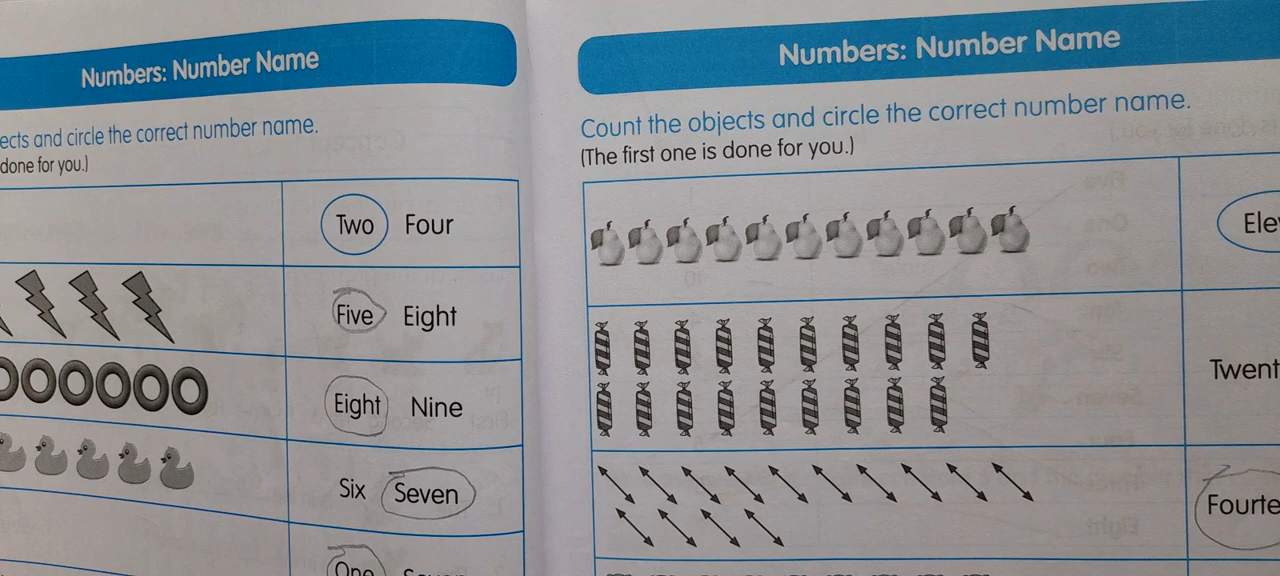 Numbers: Number Name
ects and circle the correct number name.
done for you.)
Two Four
Five Eight
Eight Nine
Six Seven
One
Numbers: Number Name
Count the objects and circle the correct number name.
(The first one is done for you.)
Ele
Twent
Fourte